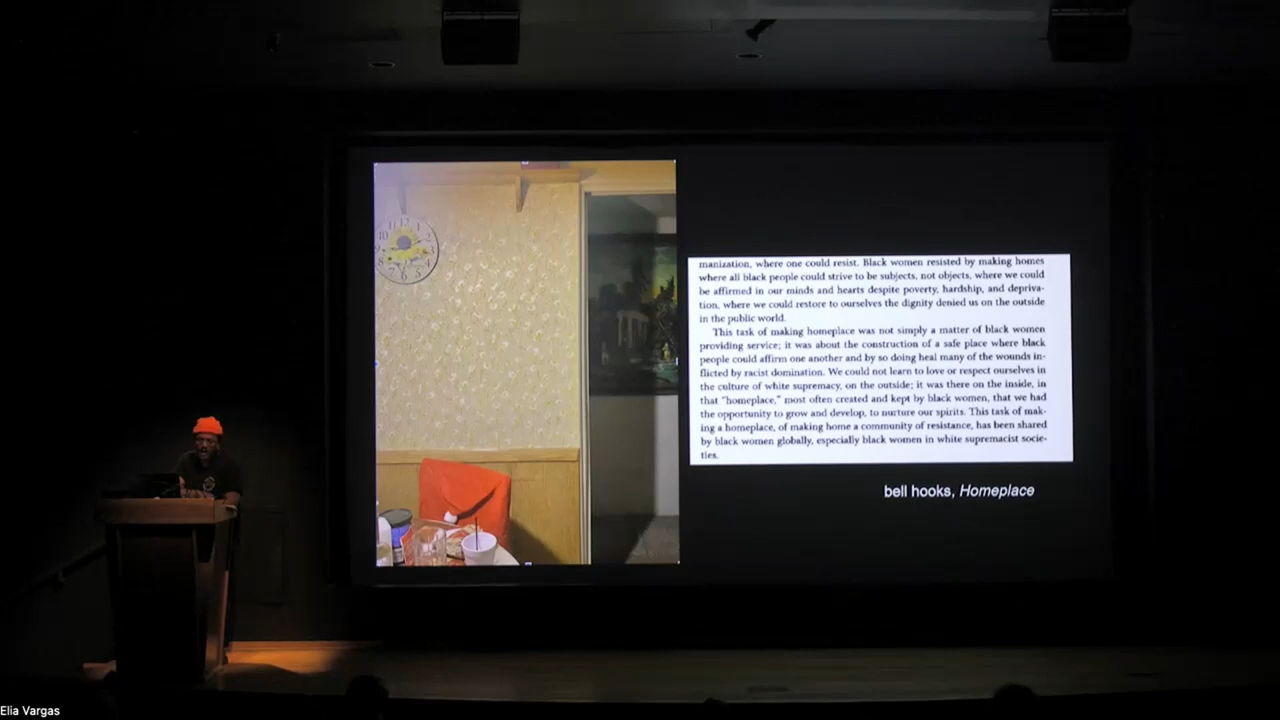 manization, where one could resist. Black women resisted by making homes
where all black people could strive to be subjects, not objects, where we could
be affirmed in our minds and hearts despite poverty, hardship, and depriva-
tion, where we could restore to ourselves the dignity denied us on the outside
in the public world.
This task of making homeplace was not simply a matter of black women
providing service; it was about the construction of a safe place where black
people could affirm one another and by so doing heal many of the wounds in-
flicted by racist domination. We could not learn to love or respect ourselves in
the culture of white supremacy, on the outside; it was there on the inside, in
that "homeplace," most often created and kept by black women, that we had
the opportunity to grow and develop, to nurture our spirits. This task of mak-
ing a homeplace, of making home a community of resistance, has been shared
by black women globally, especially black women in white supremacist socie-
ties.
bell hooks, Homeplace
Elia Vargas